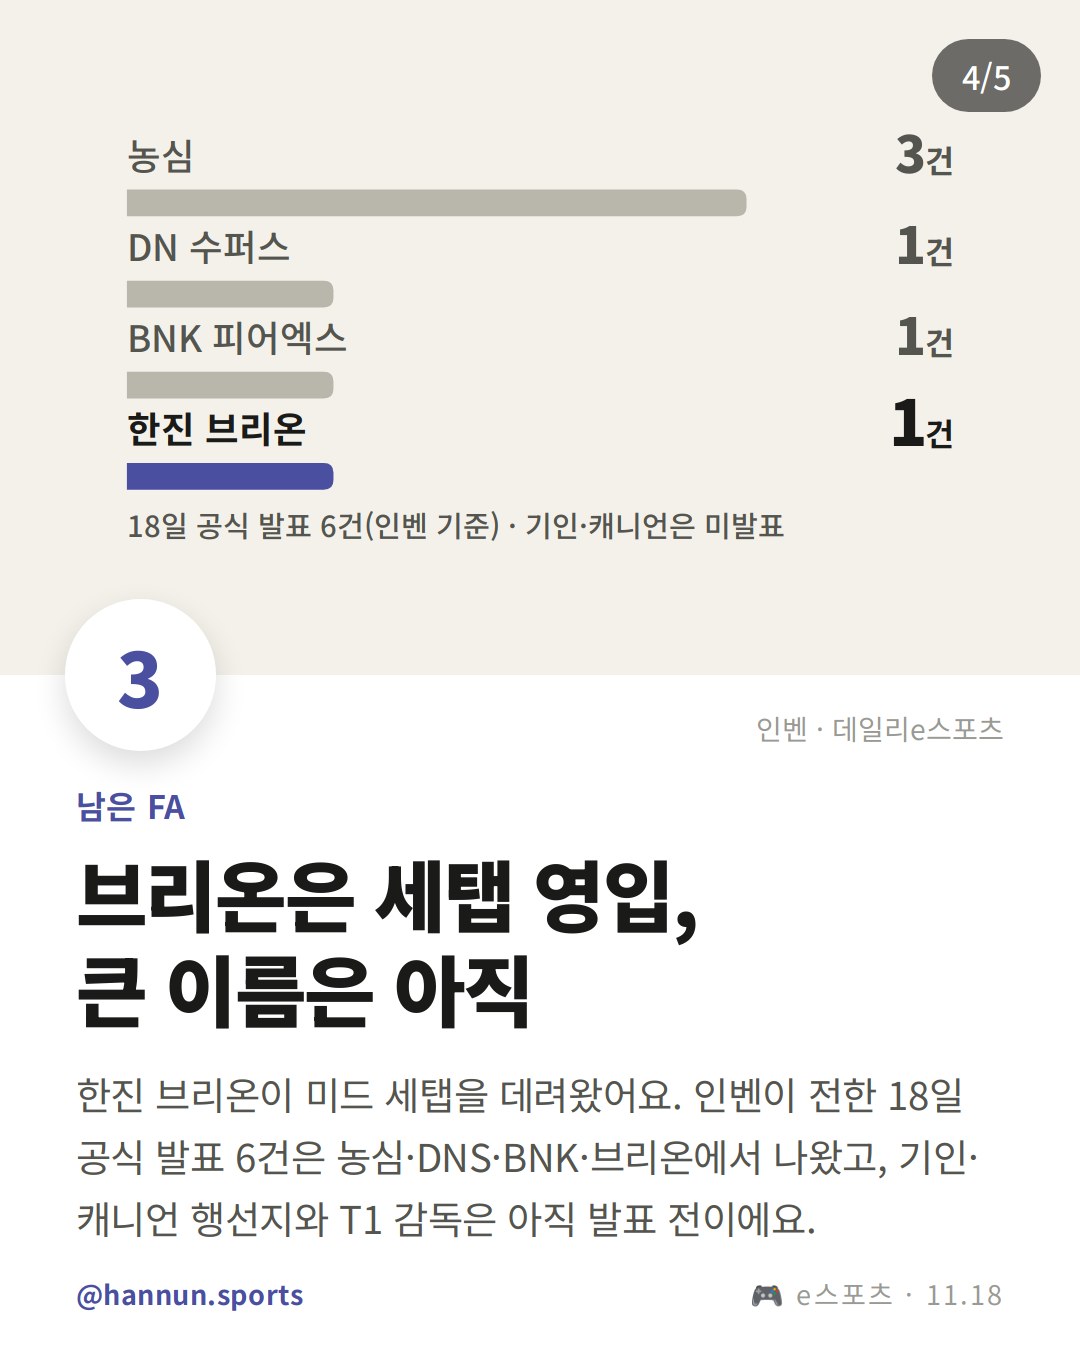 4/5
농심 3건
DN 수퍼스 1건
BNK 피어엑스 1건
한진 브리온 1건
18일 공식 발표 6건(인벤 기준) · 기인·캐니언은 미발표
3
인벤 · 데일리e스포츠
남은 FA
브리온은 세탭 영입,
큰 이름은 아직
한진 브리온이 미드 세탭을 데려왔어요. 인벤이 전한 18일
공식 발표 6건은 농심·DNS·BNK·브리온에서 나왔고, 기인·
캐니언 행선지와 T1 감독은 아직 발표 전이에요.
@hannun.sports
🎮 e스포츠 · 11.18